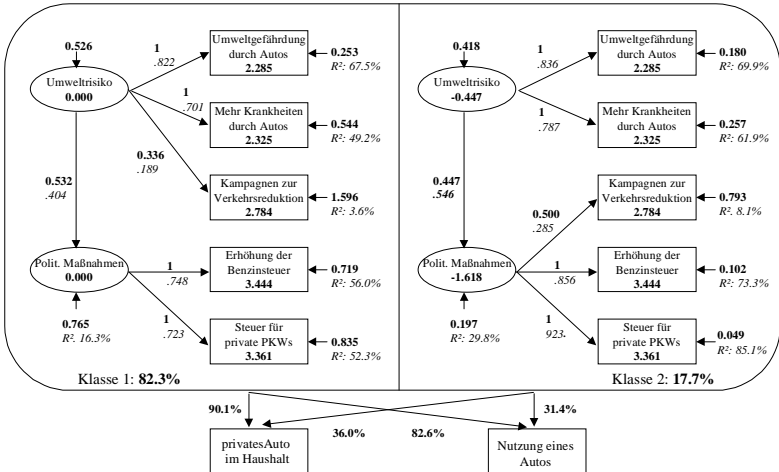 0.526
Umweltrisiko
0.000
0.532
.404
Polit. Maßnahmen
0.000
0.765
R². 16.3%
1
.822
1
.701
0.336
.189
1
.748
1
.723
Umweltgefährdung
durch Autos
2.285
0.253
R²: 67.5%
Mehr Krankheiten
durch Autos
2.325
0.544
R²: 49.2%
Kampagnen zur
Verkehrsreduktion
2.784
1.596
R²: 3.6%
Erhöhung der
Benzinsteuer
3.444
0.719
R²: 56.0%
Steuer für
private PKWs
3.361
0.835
R²: 52.3%
Klasse 1: 82.3%
0.418
Umweltrisiko
-0.447
0.447
.546
Polit. Maßnahmen
-1.618
0.197
R²: 29.8%
1
.836
1
.787
0.500
.285
1
.856
1
923.
Umweltgefährdung
durch Autos
2.285
0.180
R²: 69.9%
Mehr Krankheiten
durch Autos
2.325
0.257
R²: 61.9%
Kampagnen zur
Verkehrsreduktion
2.784
0.793
R²: 8.1%
Erhöhung der
Benzinsteuer
3.444
0.102
R²: 73.3%
Steuer für
private PKWs
3.361
0.049
R²: 85.1%
Klasse 2: 17.7%
90.1%
36.0%
82.6%
31.4%
privatesAuto
im Haushalt
Nutzung eines
Autos